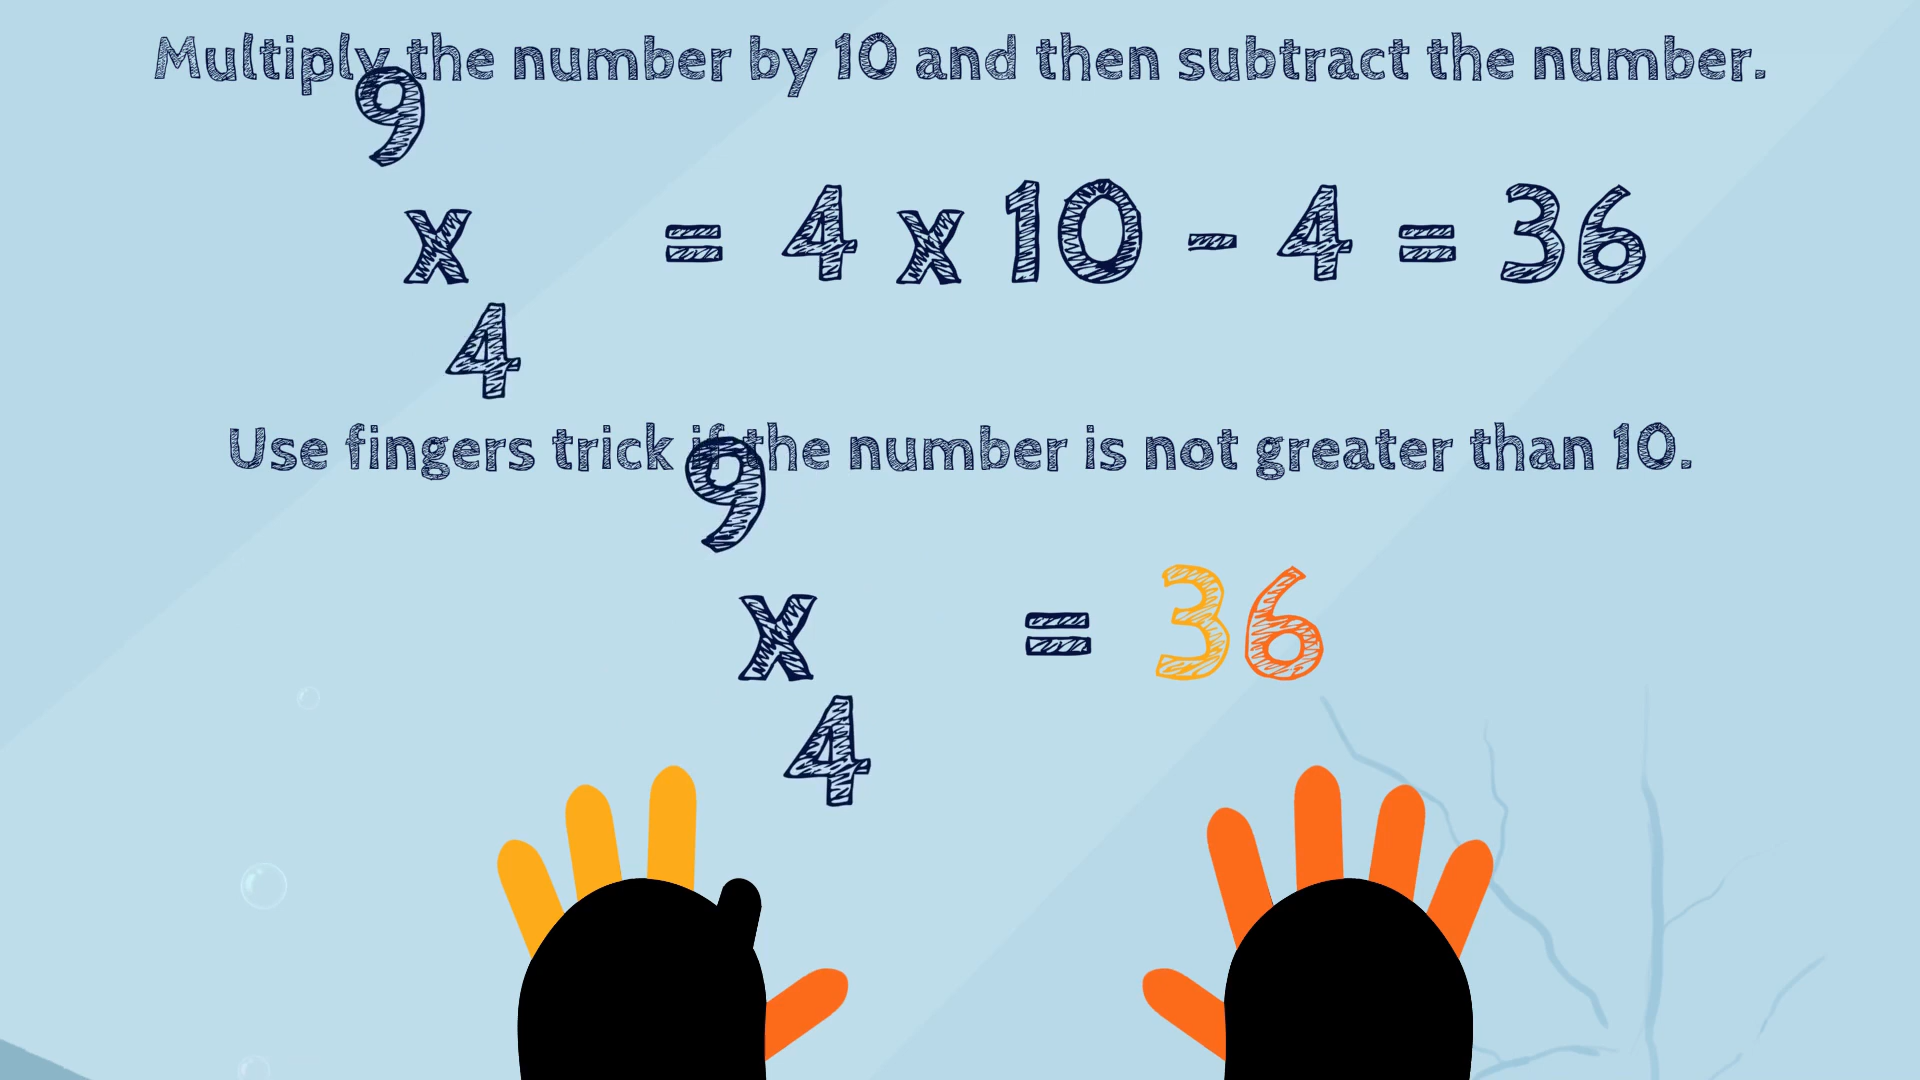 Multiply the number by 10 and then subtract the number.
9
x = 4 x 10 - 4 = 36
4
Use fingers trick if the number is not greater than 10.
9
x = 36
4